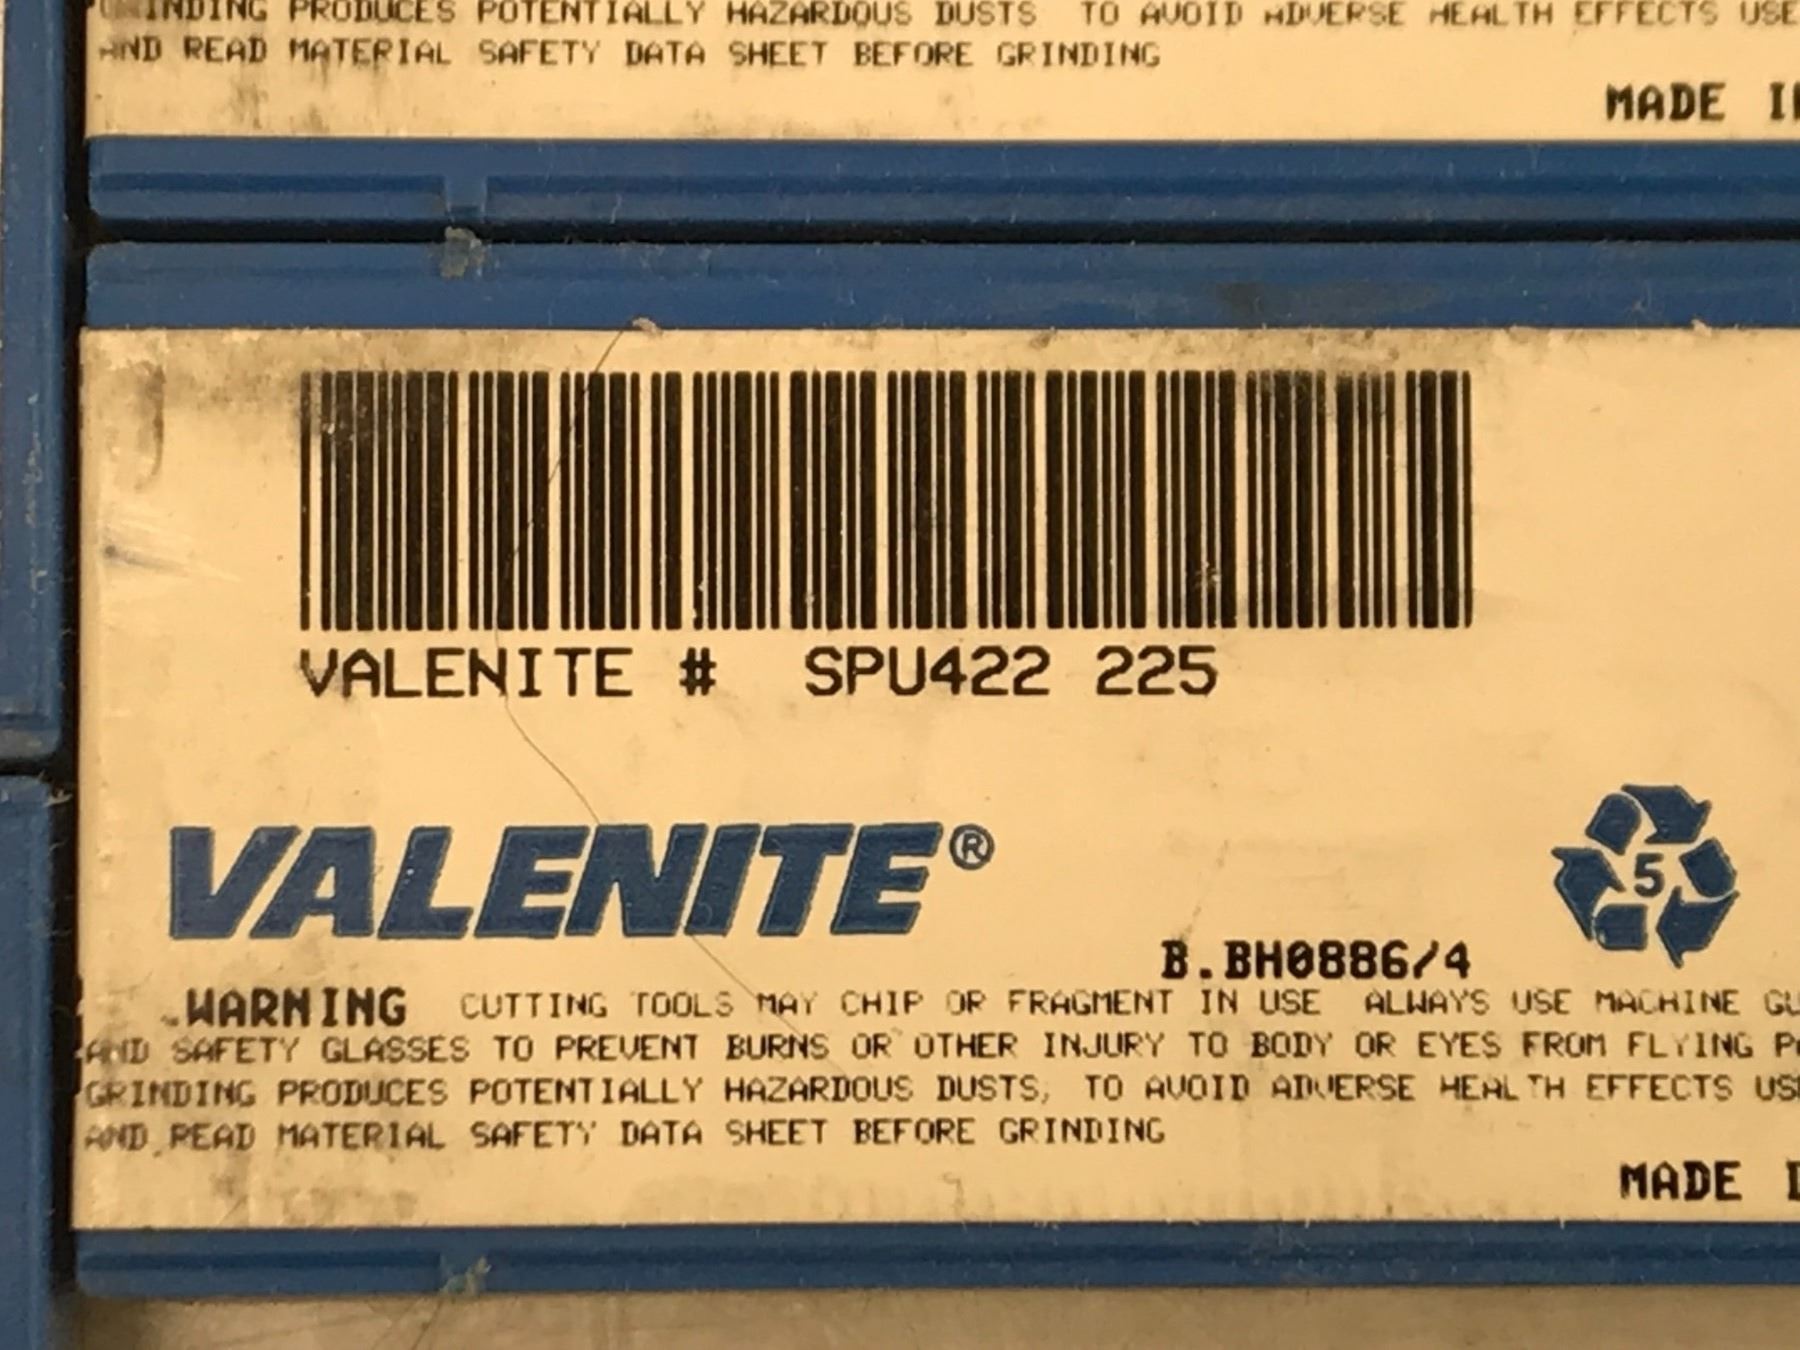 GRINDING PRODUCES POTENTIALLY HAZARDOUS DUSTS TO AVOID ADVERSE HEALTH EFFECTS USE
AND READ MATERIAL SAFETY DATA SHEET BEFORE GRINDING
MADE
VALENITE # SPU422 225
VALENITE®
5
B.BH0886/4
WARNING CUTTING TOOLS MAY CHIP OR FRAGMENT IN USE ALWAYS USE MACHINE
AND SAFETY GLASSES TO PREVENT BURNS OR OTHER INJURY TO BODY OR EYES FROM FLYING
GRINDING PRODUCES POTENTIALLY HAZARDOUS DUSTS, TO AVOID ADVERSE HEALTH EFFECTS USE
AND READ MATERIAL SAFETY DATA SHEET BEFORE GRINDING
MADE